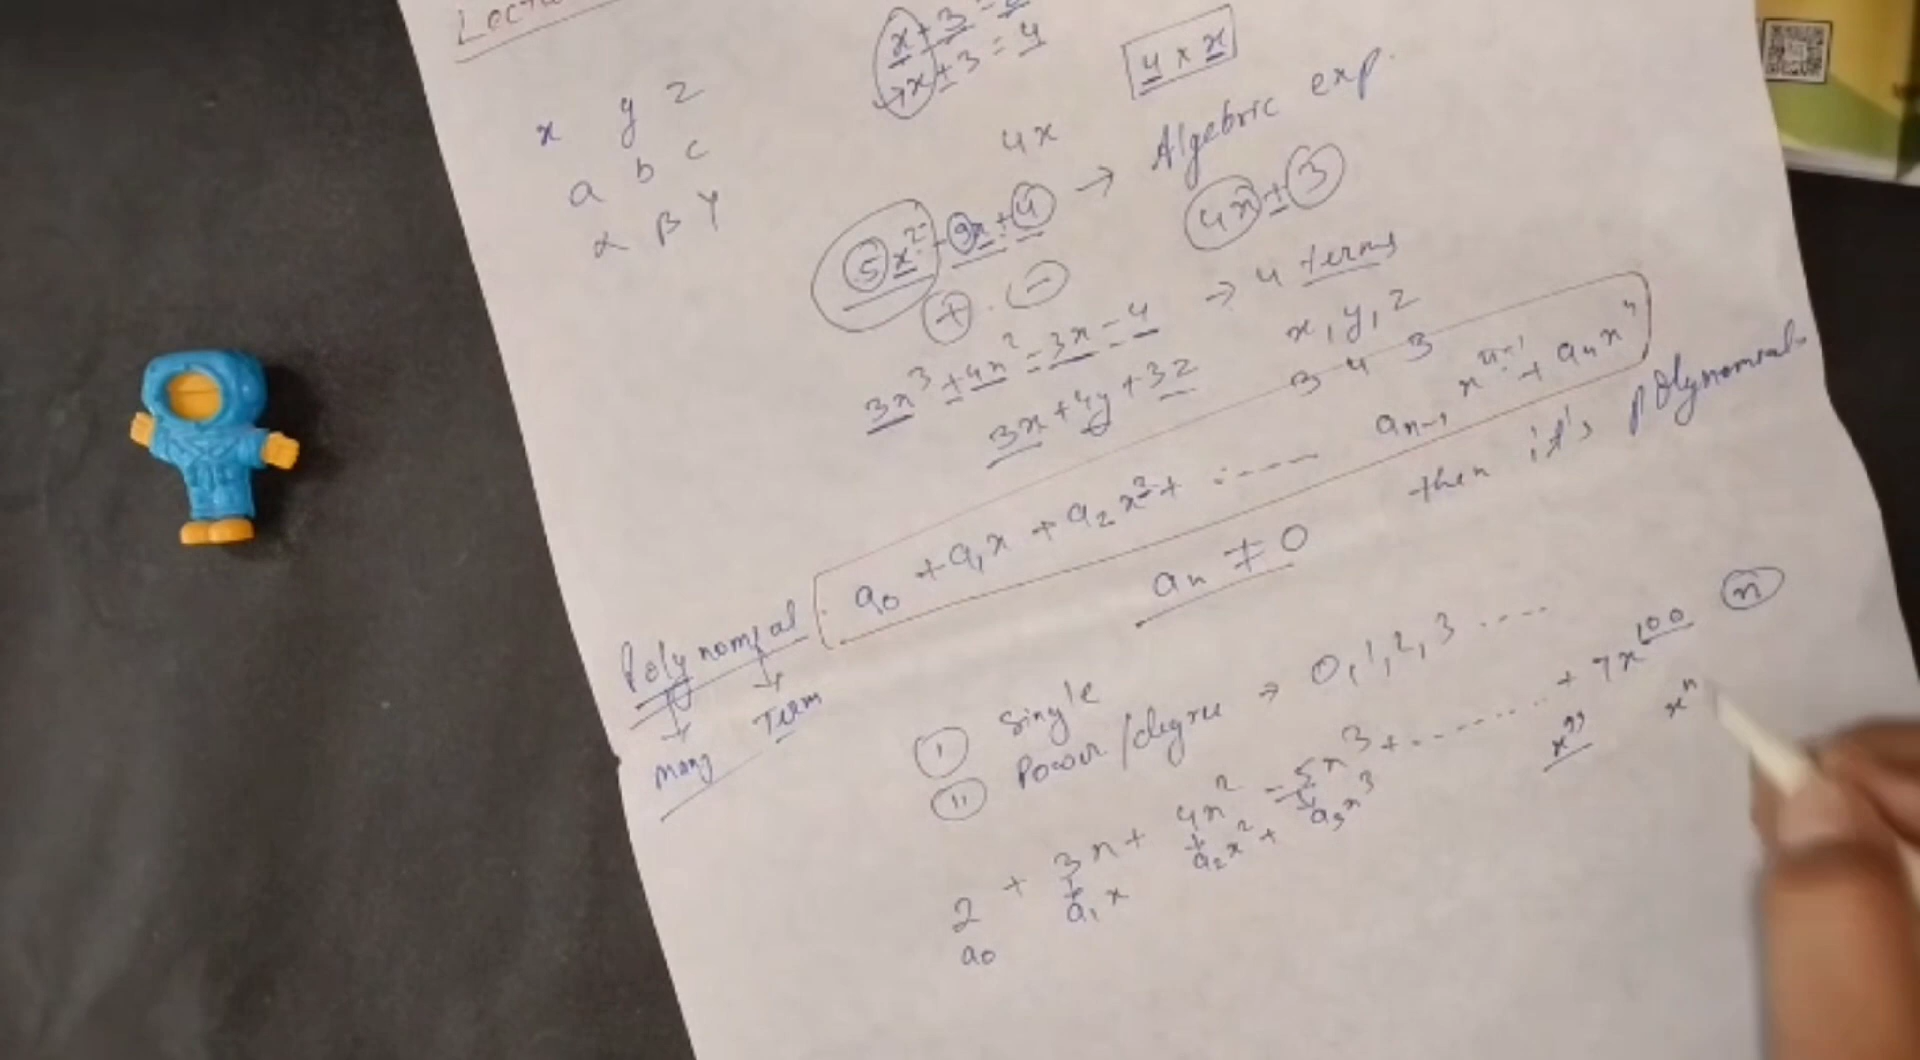 x + 3 =
x + 3 = 4
4 x x
x y z
a b c
α β γ
4x
5x² - 9x + 4 → Algebric exp.
4x + 3
+ . -
3x³ + 4x² - 3x - 4 → 4 terms
3x + 4y + 3z
x, y, z
3 4 3
Polynomial : a₀ + a₁x + a₂x² + ---- aₙ₋₁ xⁿ⁻¹ + aₙxⁿ
aₙ ≠ 0 then it's polynomial.
many Term
(i) Single
(ii) Power/degree → 0, 1, 2, 3 ....
2 + 3x + 4x² - 5x³ + ........ + 7x¹⁰⁰ n
a₀ a₁x a₂x² + a₃x³ x⁹⁹ xⁿ